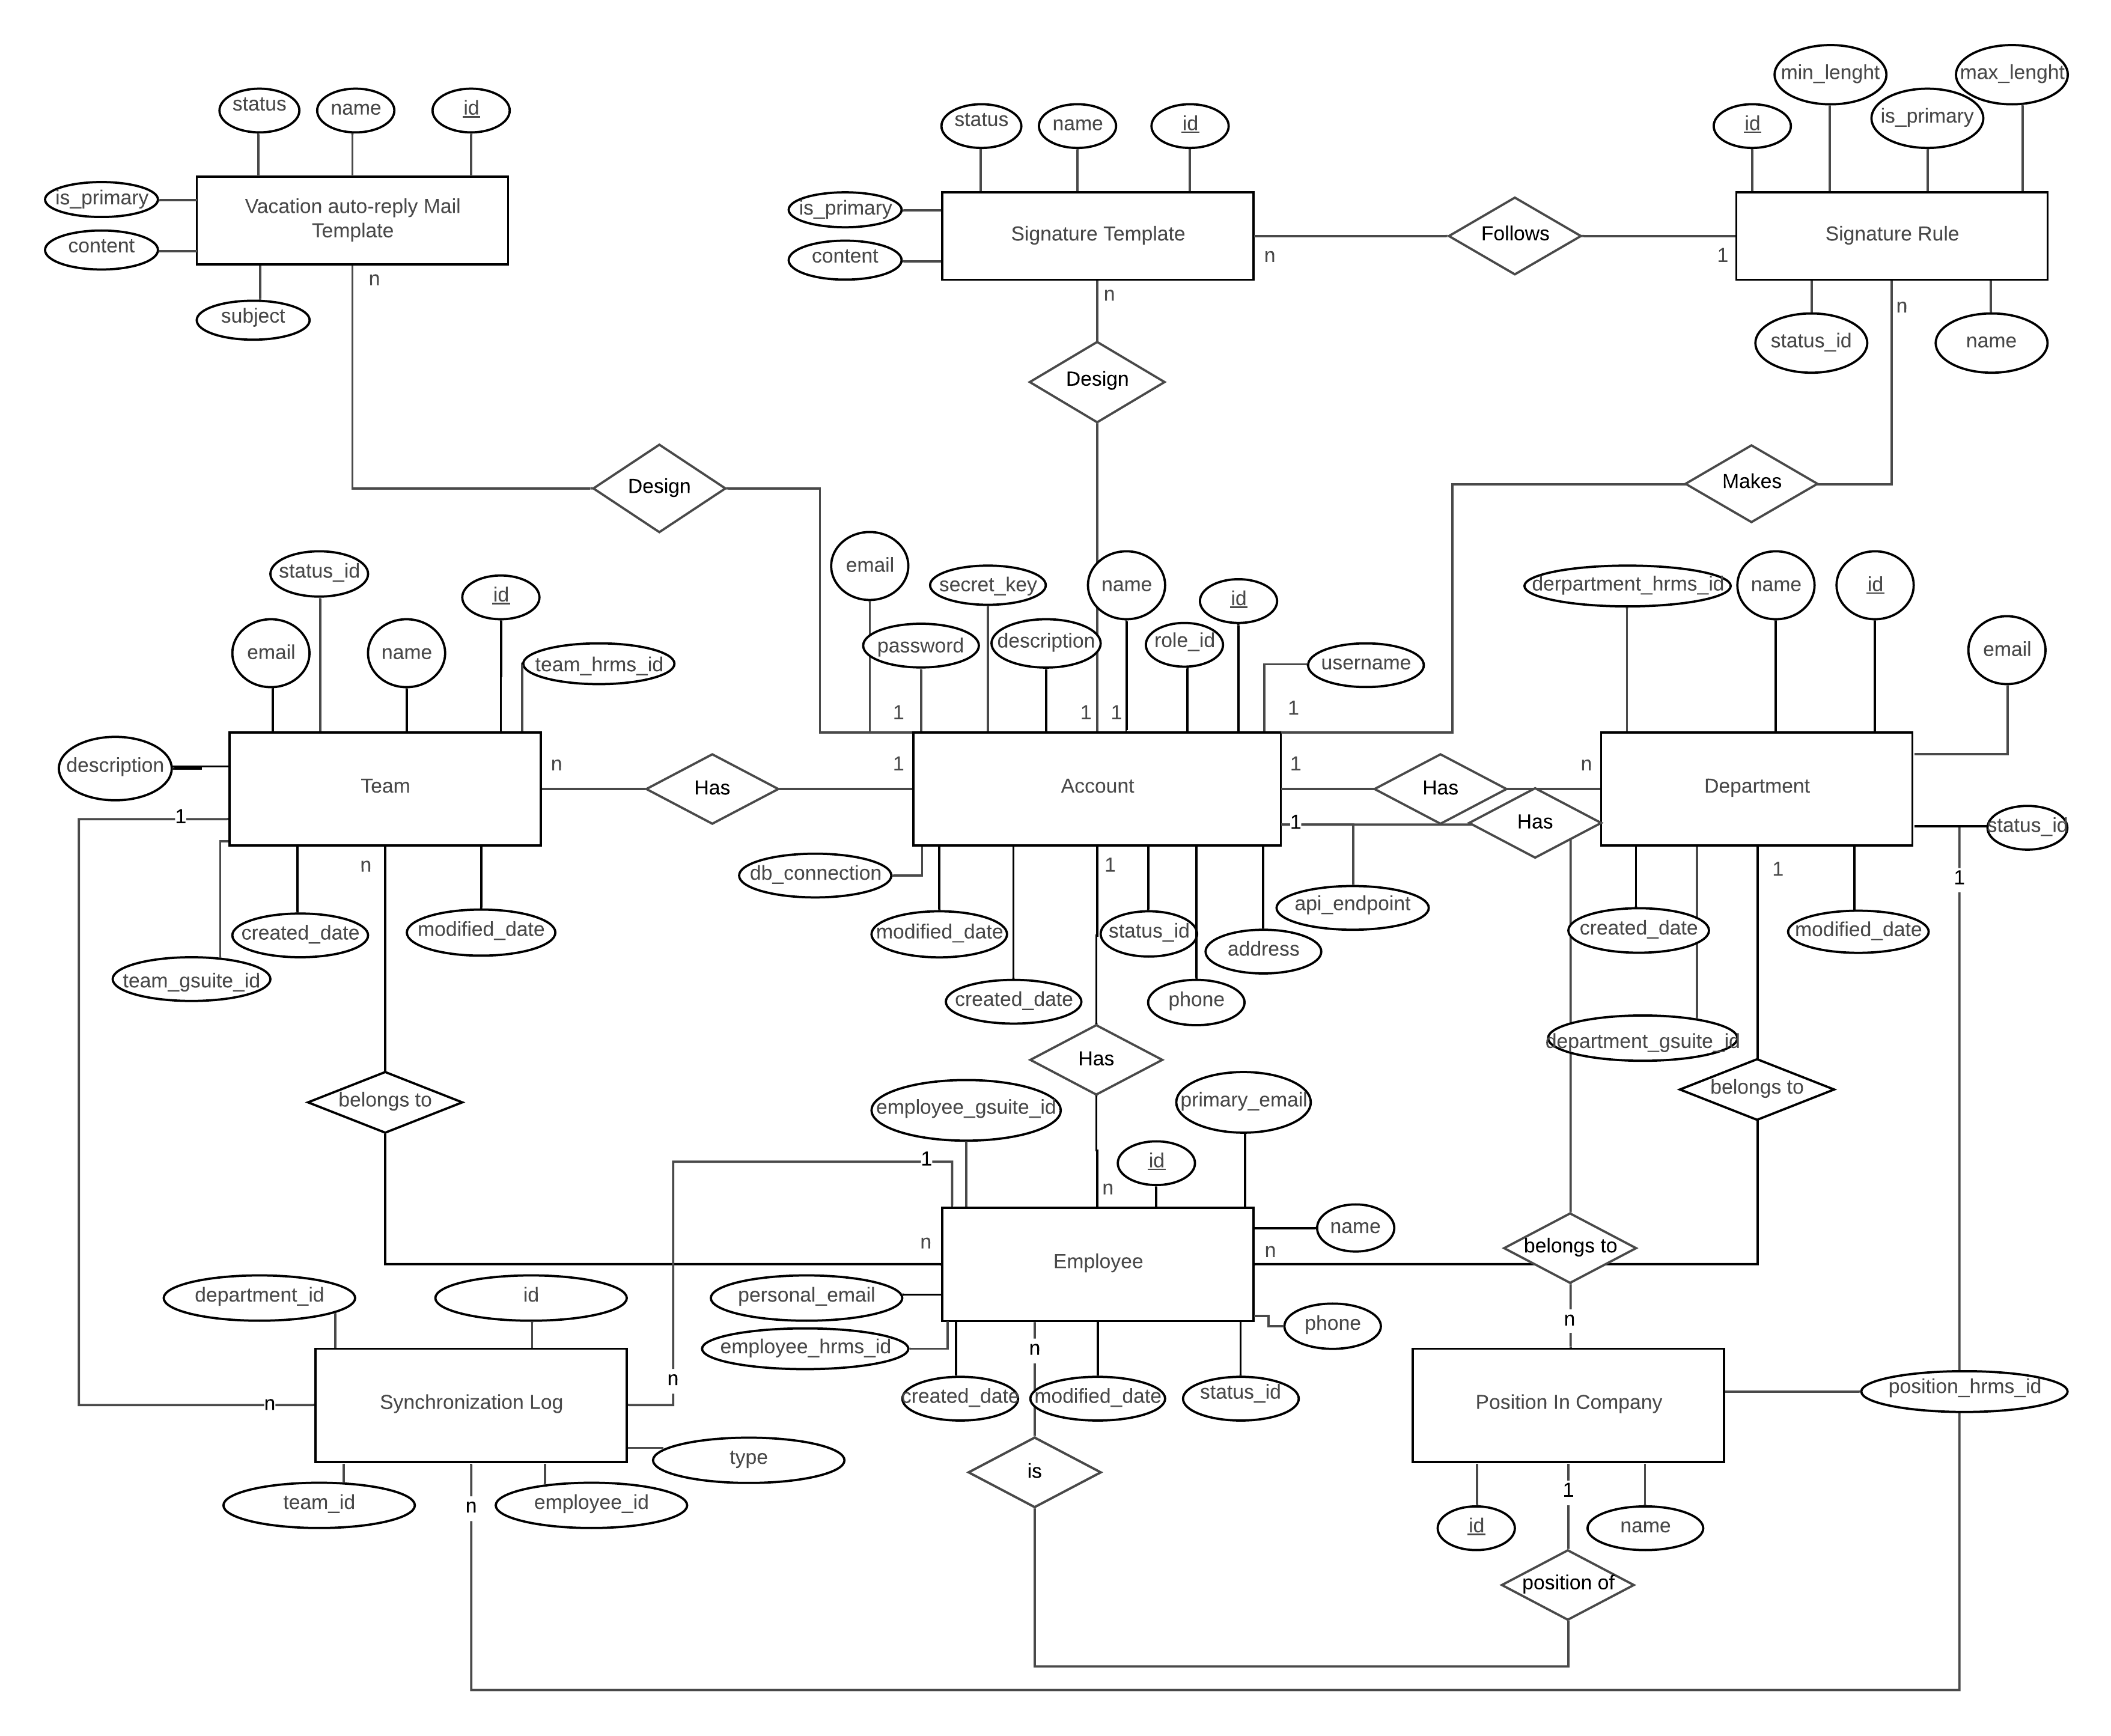 min_lenght
max_lenght
status
name
id
is_primary
status
name
id
id
is_primary
Vacation auto-reply Mail
Template
is_primary
Signature Template
Follows
Signature Rule
content
content
n
1
n
n
n
subject
status_id
name
Design
Design
Makes
email
status_id
secret_key
name
derpartment_hrms_id
name
id
id
id
email
name
team_hrms_id
password
description
role_id
username
email
1
1
1
1
description
n
1
1
n
Team
Has
Account
Has
Department
1
1
Has
status_id
n
1
1
db_connection
1
created_date
modified_date
modified_date
status_id
api_endpoint
address
created_date
modified_date
team_gsuite_id
created_date
phone
department_gsuite_id
Has
belongs to
belongs to
employee_gsuite_id
primary_email
1
id
n
name
n
n
Employee
belongs to
department_id
id
personal_email
phone
n
employee_hrms_id
n
n
created_date
modified_date
status_id
position_hrms_id
n
Synchronization Log
Position In Company
type
is
team_id
n
employee_id
1
id
name
position of